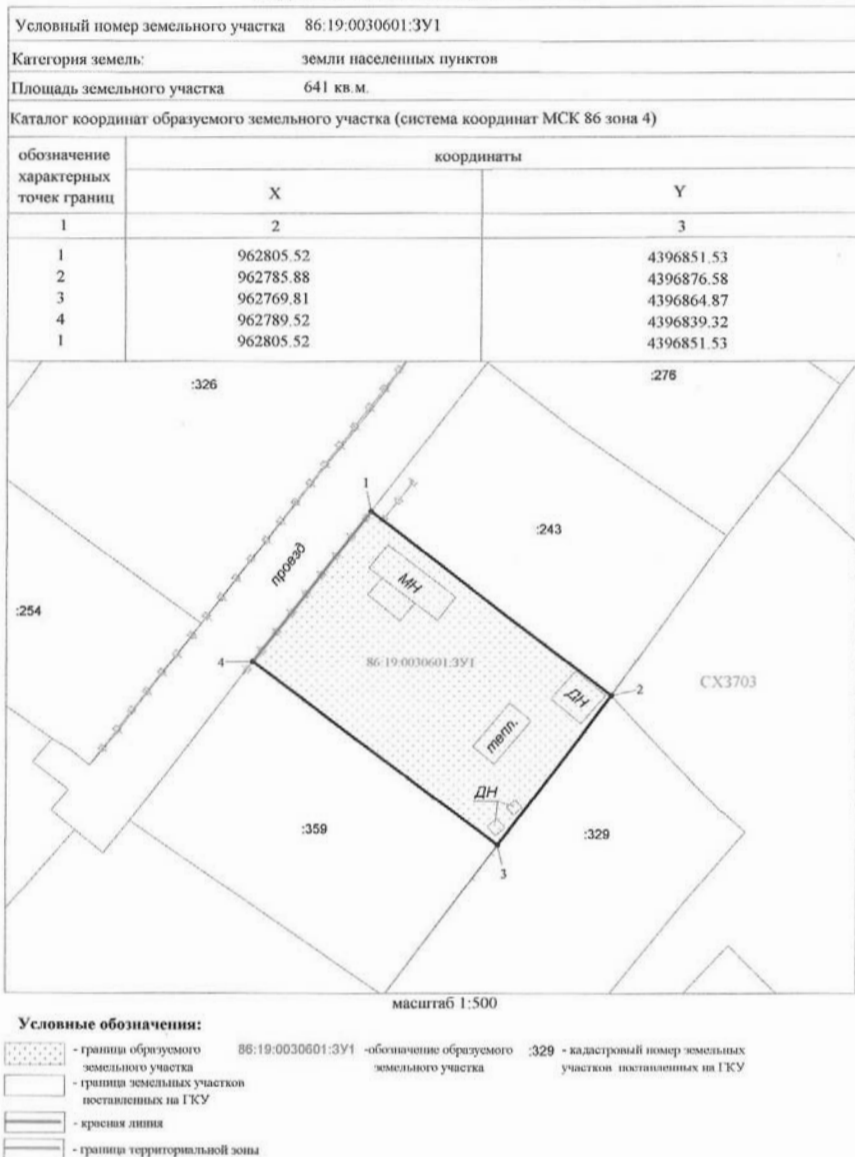 Условный номер земельного участка 86:19:0030601:ЗУ1
Категория земель: земли населенных пунктов
Площадь земельного участка 641 кв.м.
Каталог координат образуемого земельного участка (система координат МСК 86 зона 4)
обозначение характерных точек границ
координаты
X Y
1 2 3
1 962805.52 4396851.53
2 962785.88 4396876.58
3 962769.81 4396864.87
4 962789.52 4396839.32
1 962805.52 4396851.53
:326
:276
1
:243
проезд
МН
:254
4
86:19:0030601:ЗУ1
2
СХ3703
ДН
тепл.
ДН
:359
:329
3
масштаб 1:500
Условные обозначения:
- граница образуемого земельного участка
86:19:0030601:ЗУ1 -обозначение образуемого земельного участка
:329 - кадастровый номер земельных участков поставленных на ГКУ
- граница земельных участков поставленных на ГКУ
- красная линия
- граница территориальной зоны